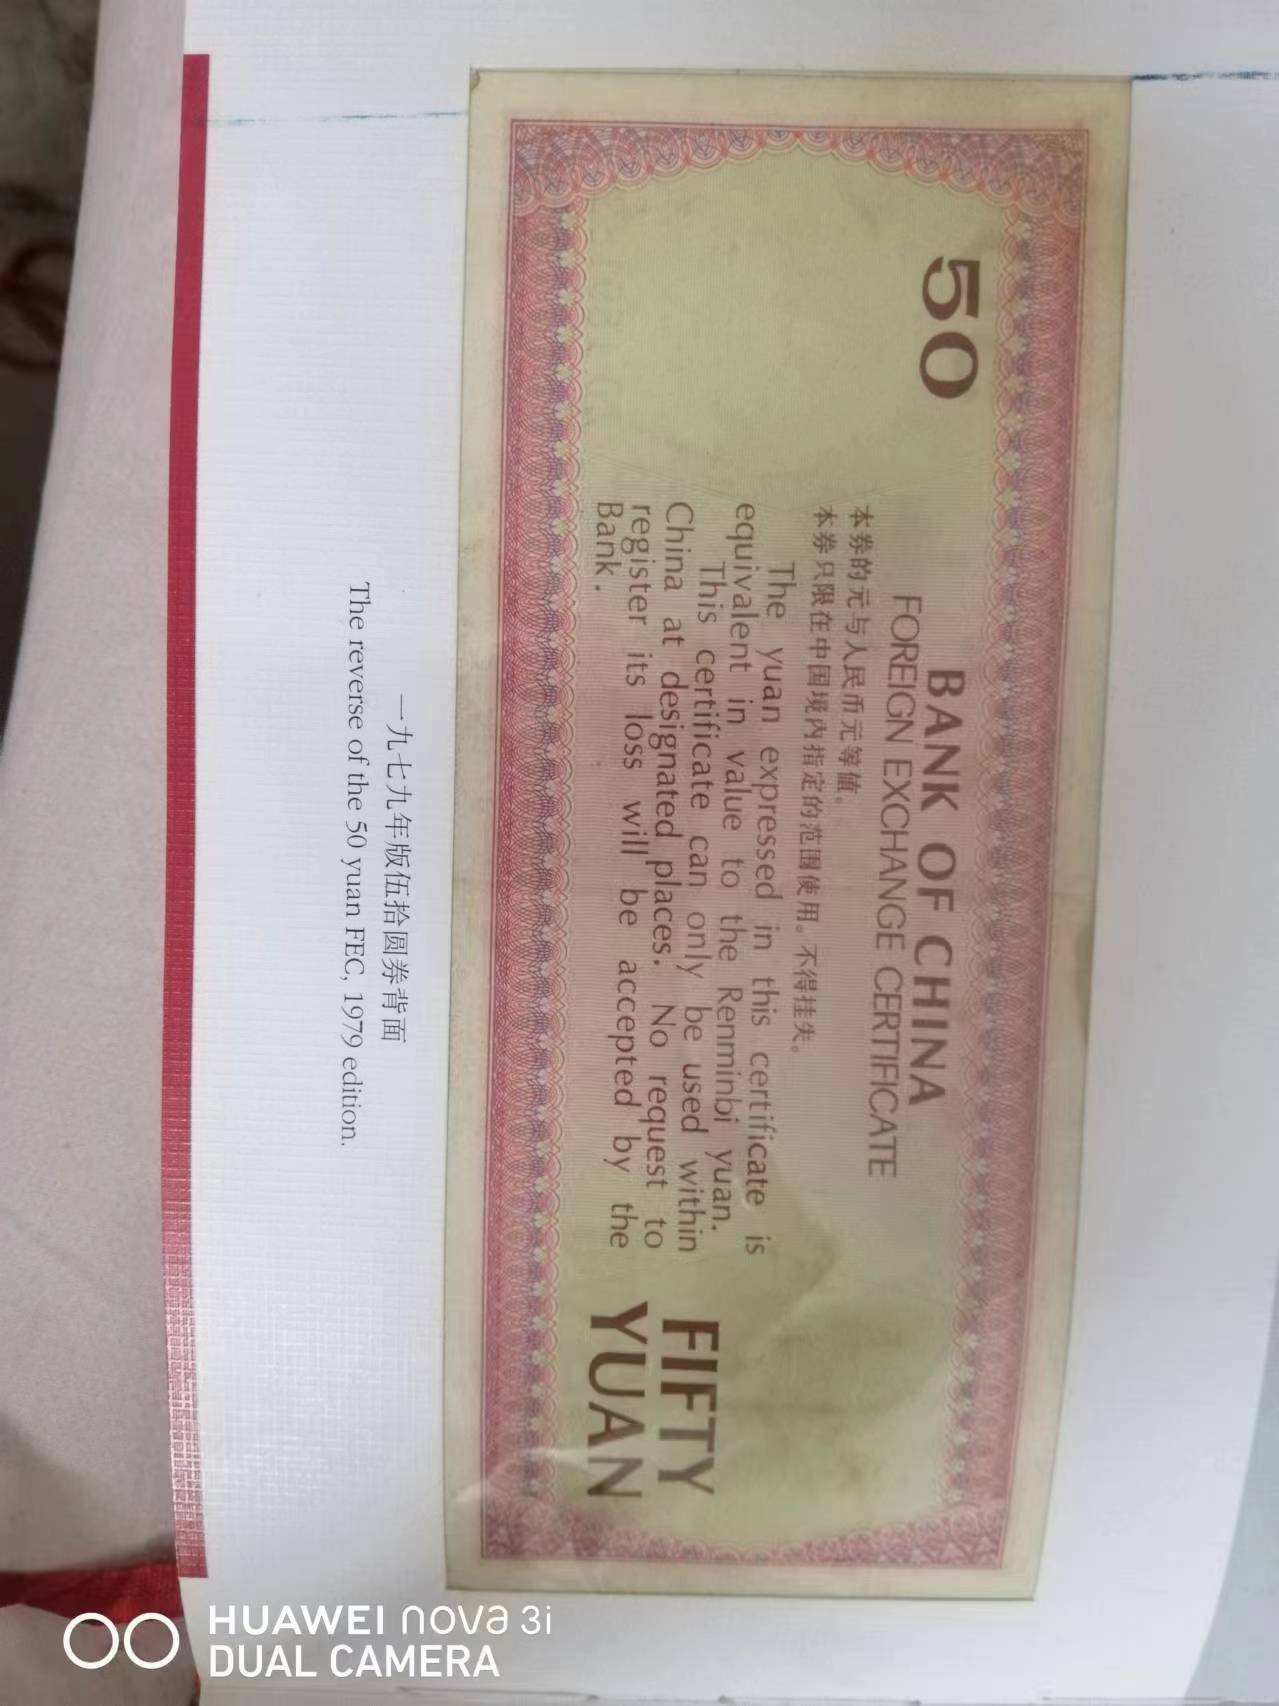 50
BANK OF CHINA
FOREIGN EXCHANGE CERTIFICATE
本券的元与人民币元等值。
本券只限在中国境内指定的范围使用。不得挂失。
The yuan expressed in this certificate is
equivalent in value to the Renminbi yuan.
This certificate can only be used within
China at designated places. No request to
register its loss will be accepted by the
Bank.
FIFTY
YUAN
一九七九年版伍拾圆券背面
The reverse of the 50 yuan FEC, 1979 edition.
HUAWEI nova 3i
DUAL CAMERA